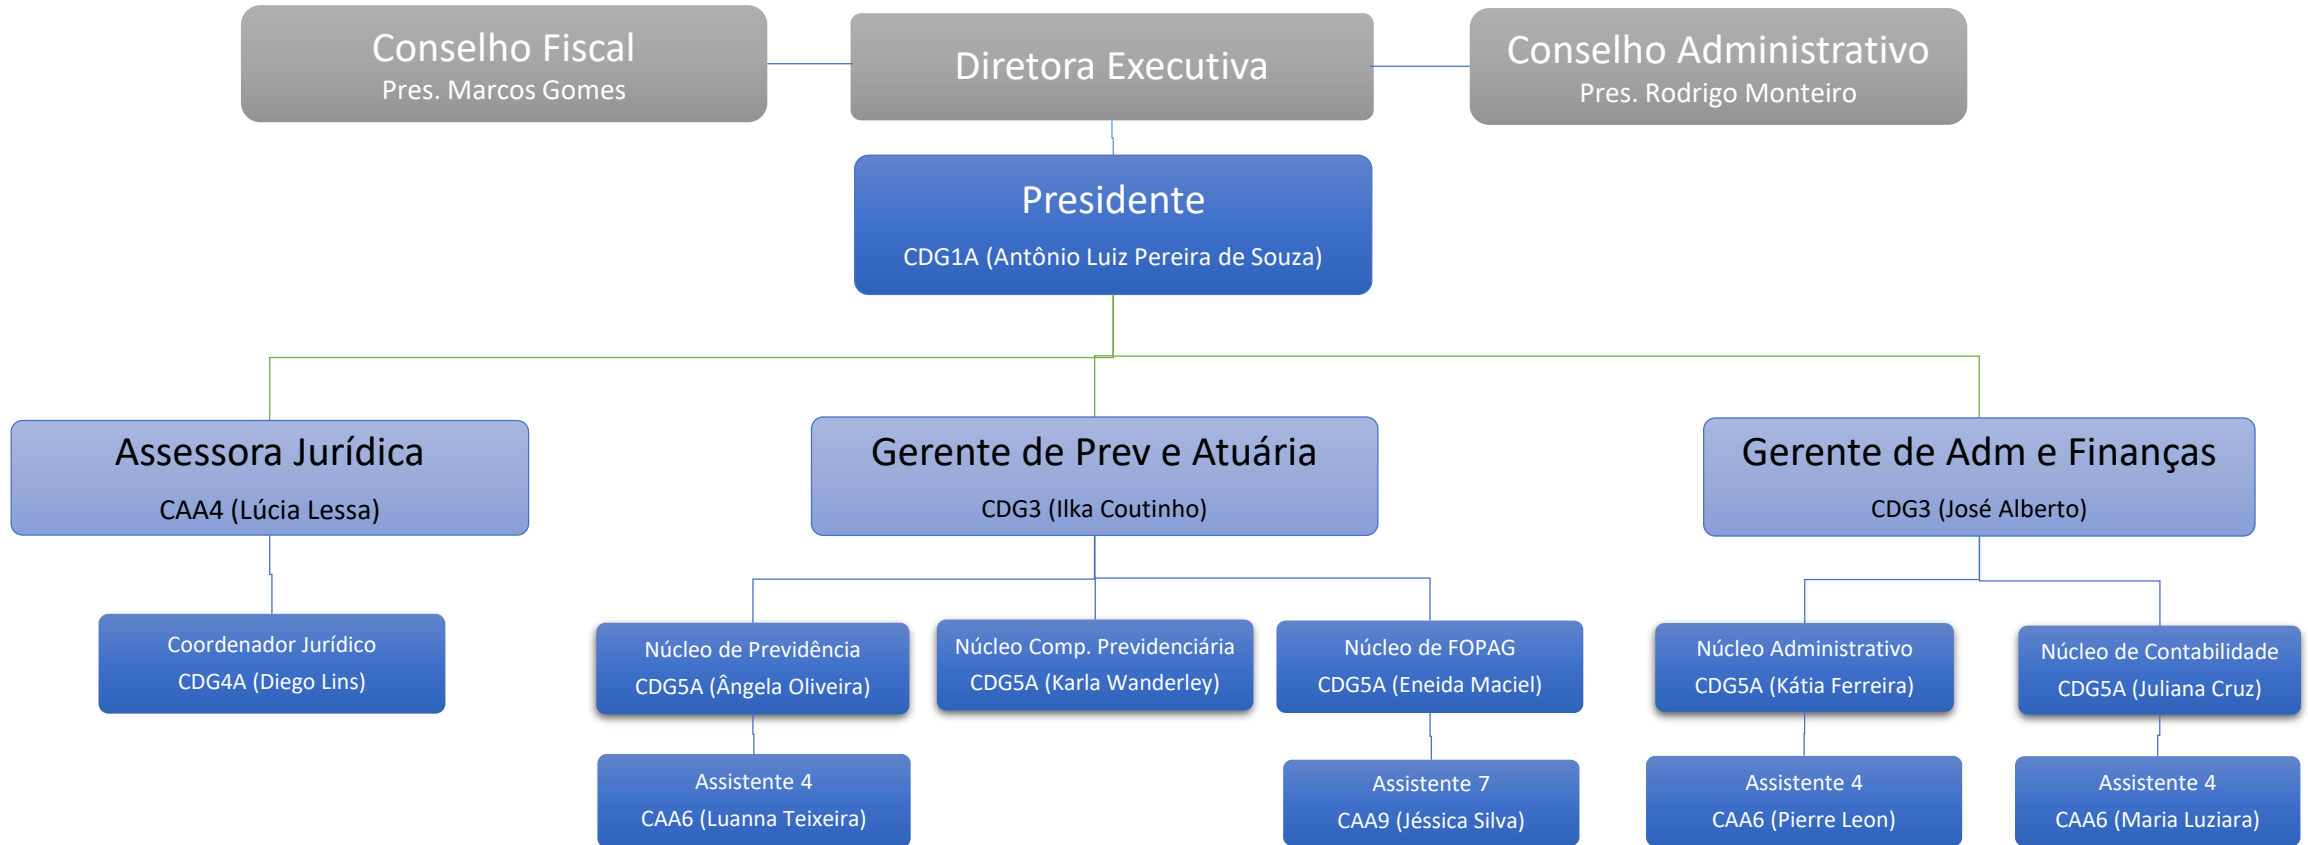 Conselho Fiscal
Pres. Marcos Gomes
Diretora Executiva
Conselho Administrativo
Pres. Rodrigo Monteiro
Presidente
CDG1A (Antônio Luiz Pereira de Souza)
Assessora Jurídica
CAA4 (Lúcia Lessa)
Gerente de Prev e Atuária
CDG3 (Ilka Coutinho)
Gerente de Adm e Finanças
CDG3 (José Alberto)
Coordenador Jurídico
CDG4A (Diego Lins)
Núcleo de Previdência
CDG5A (Ângela Oliveira)
Núcleo Comp. Previdenciária
CDG5A (Karla Wanderley)
Núcleo de FOPAG
CDG5A (Eneida Maciel)
Núcleo Administrativo
CDG5A (Kátia Ferreira)
Núcleo de Contabilidade
CDG5A (Juliana Cruz)
Assistente 4
CAA6 (Luanna Teixeira)
Assistente 7
CAA9 (Jéssica Silva)
Assistente 4
CAA6 (Pierre Leon)
Assistente 4
CAA6 (Maria Luziara)